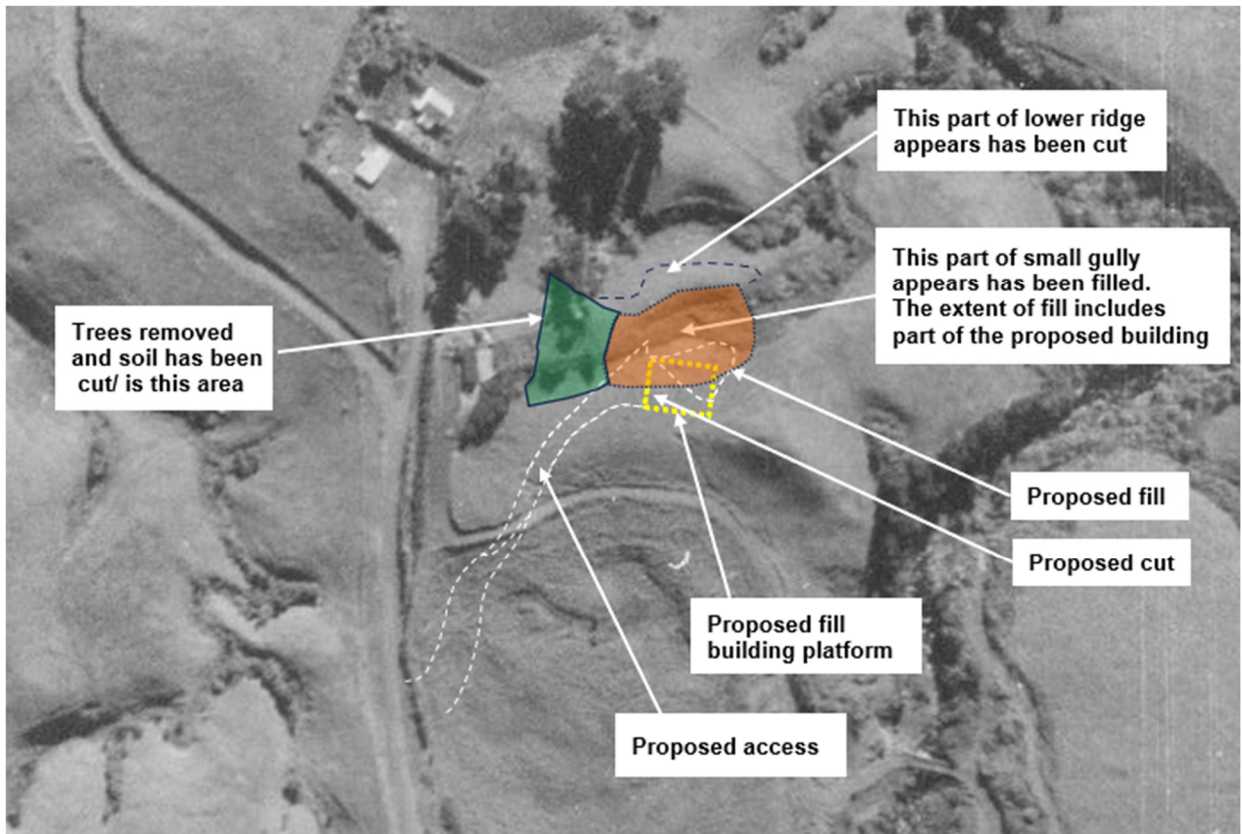 This part of lower ridge
appears has been cut
This part of small gully
appears has been filled.
The extent of fill includes
part of the proposed building
Trees removed
and soil has been
cut/ is this area
Proposed fill
Proposed cut
Proposed fill
building platform
Proposed access